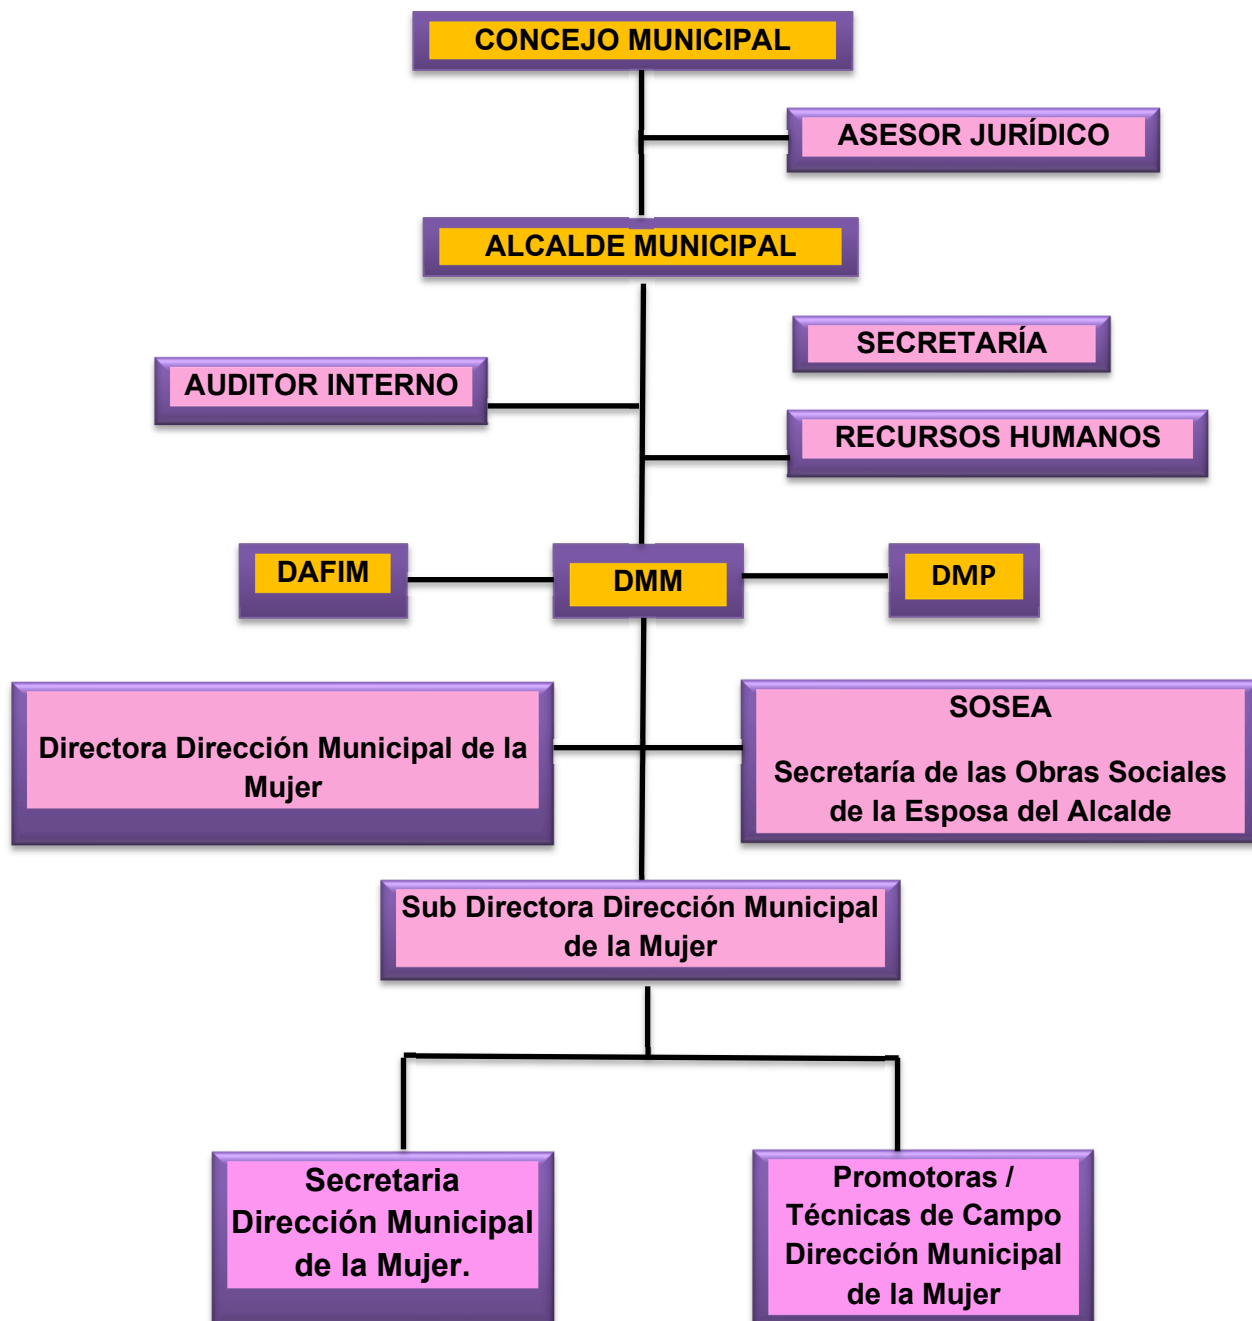 CONCEJO MUNICIPAL
ASESOR JURÍDICO
ALCALDE MUNICIPAL
SECRETARÍA
AUDITOR INTERNO
RECURSOS HUMANOS
DAFIM
DMM
DMP
Directora Dirección Municipal de la
Mujer
SOSEA
Secretaría de las Obras Sociales
de la Esposa del Alcalde
Sub Directora Dirección Municipal
de la Mujer
Secretaria
Dirección Municipal
de la Mujer.
Promotoras /
Técnicas de Campo
Dirección Municipal
de la Mujer